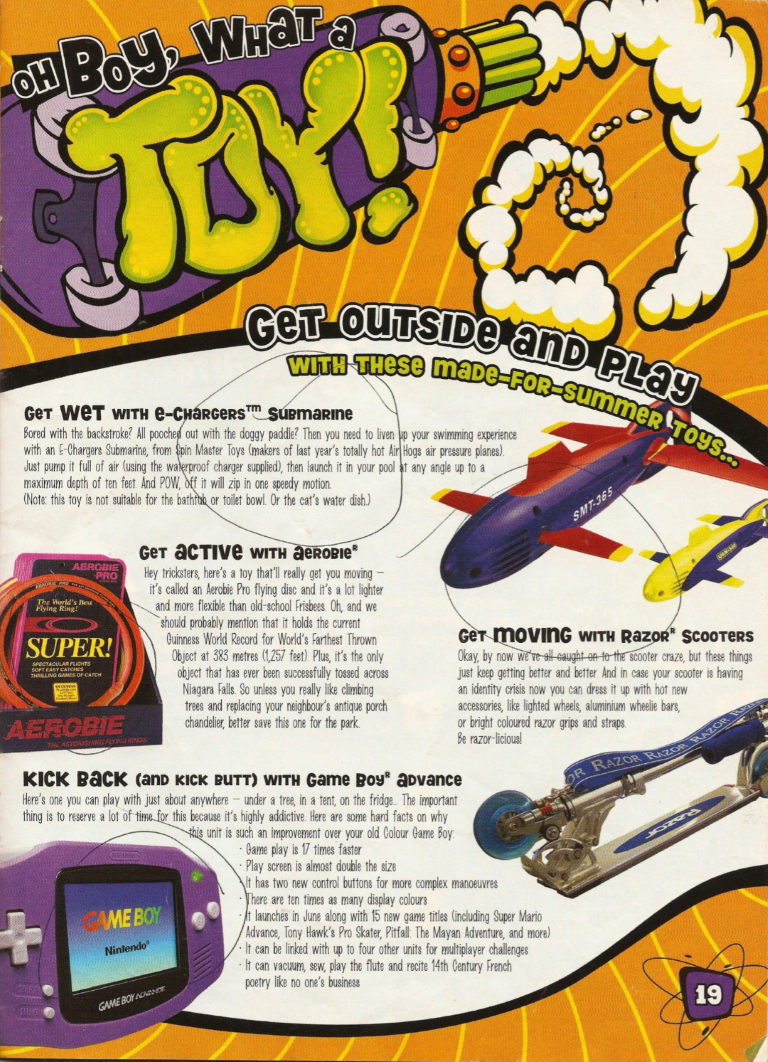 OH BOY, WHAT a
TOY!
GET OUTSIDE and PLAY
WITH THESE maDE-FOR-SUMMER TOYS...
GET WET WITH e-CHARGERS™ SUBMARINE
Bored with the backstroke? All pooched out with the doggy paddle? Then you need to liven up your swimming experience
with an E-Chargers Submarine, from Spin Master Toys (makers of last year's totally hot Air Hogs air pressure planes).
Just pump it full of air (using the waterproof charger supplied), then launch it in your pool at any angle up to a
maximum depth of ten feet. And POW, off it will zip in one speedy motion.
(Note: this toy is not suitable for the bathtub or toilet bowl. Or the cat's water dish.)
SMT-365
GET aCTIVE WITH aeROBIE®
Hey tricksters, here's a toy that'll really get you moving –
it's called an Aerobie Pro flying disc and it's a lot lighter
and more flexible than old-school Frisbees. Oh, and we
should probably mention that it holds the current
Guinness World Record for World's Farthest Thrown
Object at 383 metres (1,257 feet). Plus, it's the only
object that has ever been successfully tossed across
Niagara Falls. So unless you really like climbing
trees and replacing your neighbour's antique porch
chandelier, better save this one for the park.
AEROBIE
PRO
The World's Best
Flying Ring!
SUPER!
SPECTACULAR FLIGHTS
SOFT EASY CATCHES
THRILLING GAMES OF CATCH
AEROBIE
THE ASTONISHING FLYING RING
GET MOVING WITH RAZOR® SCOOTERS
Okay, by now we've all caught on to the scooter craze, but these things
just keep getting better and better. And in case your scooter is having
an identity crisis now you can dress it up with hot new
accessories, like lighted wheels, aluminium wheelie bars,
or bright coloured razor grips and straps.
Be razor-licious!
OR RAZOR RAZOR RAZOR
RAZOR
KICK BACK (AND KICK BUTT) WITH Game Boy® aDvance
Here's one you can play with just about anywhere – under a tree, in a tent, on the fridge.. The important
thing is to reserve a lot of time for this because it's highly addictive. Here are some hard facts on why
this unit is such an improvement over your old Colour Game Boy:
· Game play is 17 times faster
· Play screen is almost double the size
· It has two new control buttons for more complex manoeuvres
· There are ten times as many display colours
· It launches in June along with 15 new game titles (including Super Mario
Advance, Tony Hawk's Pro Skater, Pitfall: The Mayan Adventure, and more)
· It can be linked with up to four other units for multiplayer challenges
· It can vacuum, sew, play the flute and recite 14th Century French
poetry like no one's business
GAME BOY
Nintendo®
GAME BOY ADVANCE
19